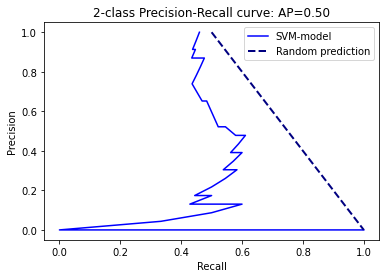 2-class Precision-Recall curve: AP=0.50
SVM-model
Random prediction
Precision
1.0
0.8
0.6
0.4
0.2
0.0
0.0 0.2 0.4 0.6 0.8 1.0
Recall